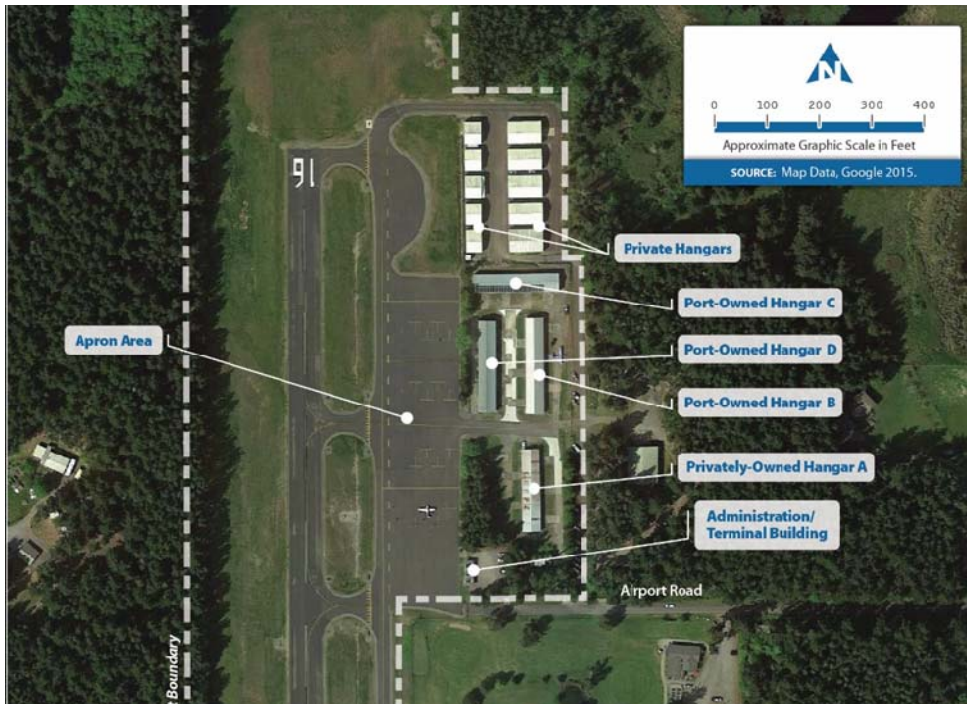 N
0 100 200 300 400
Approximate Graphic Scale in Feet
SOURCE: Map Data, Google 2015.
16
Private Hangars
Port-Owned Hangar C
Apron Area
Port-Owned Hangar D
Port-Owned Hangar B
Privately-Owned Hangar A
Administration/
Terminal Building
Airport Road
Boundary